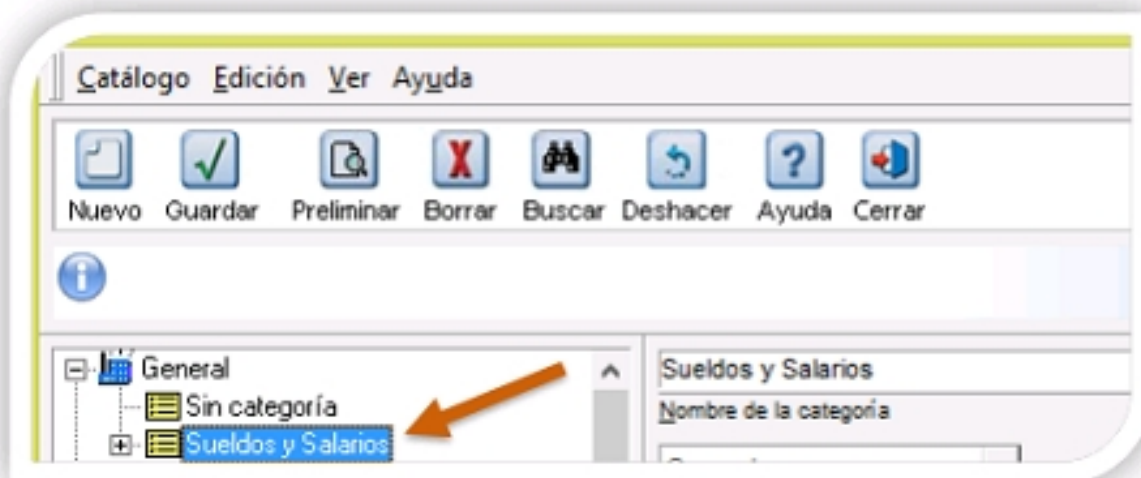 Catálogo Edición Ver Ayuda
Nuevo Guardar Preliminar Borrar Buscar Deshacer Ayuda Cerrar
General
Sin categoría
Sueldos y Salarios
Sueldos y Salarios
Nombre de la categoría